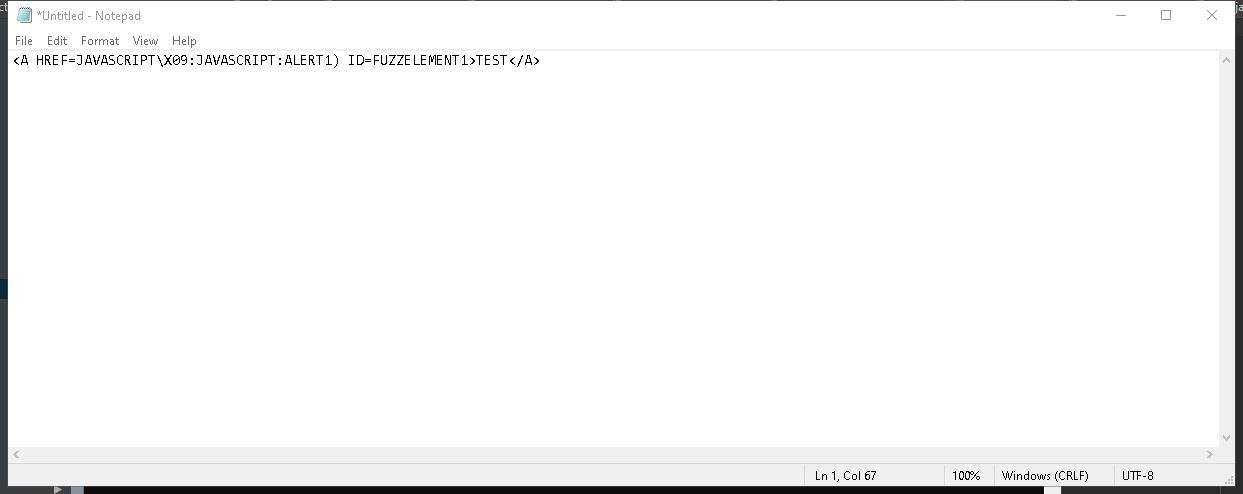 *Untitled - Notepad
File Edit Format View Help
<A HREF=JAVASCRIPT\X09:JAVASCRIPT:ALERT1) ID=FUZZELEMENT1>TEST</A>
Ln 1, Col 67 100% Windows (CRLF) UTF-8